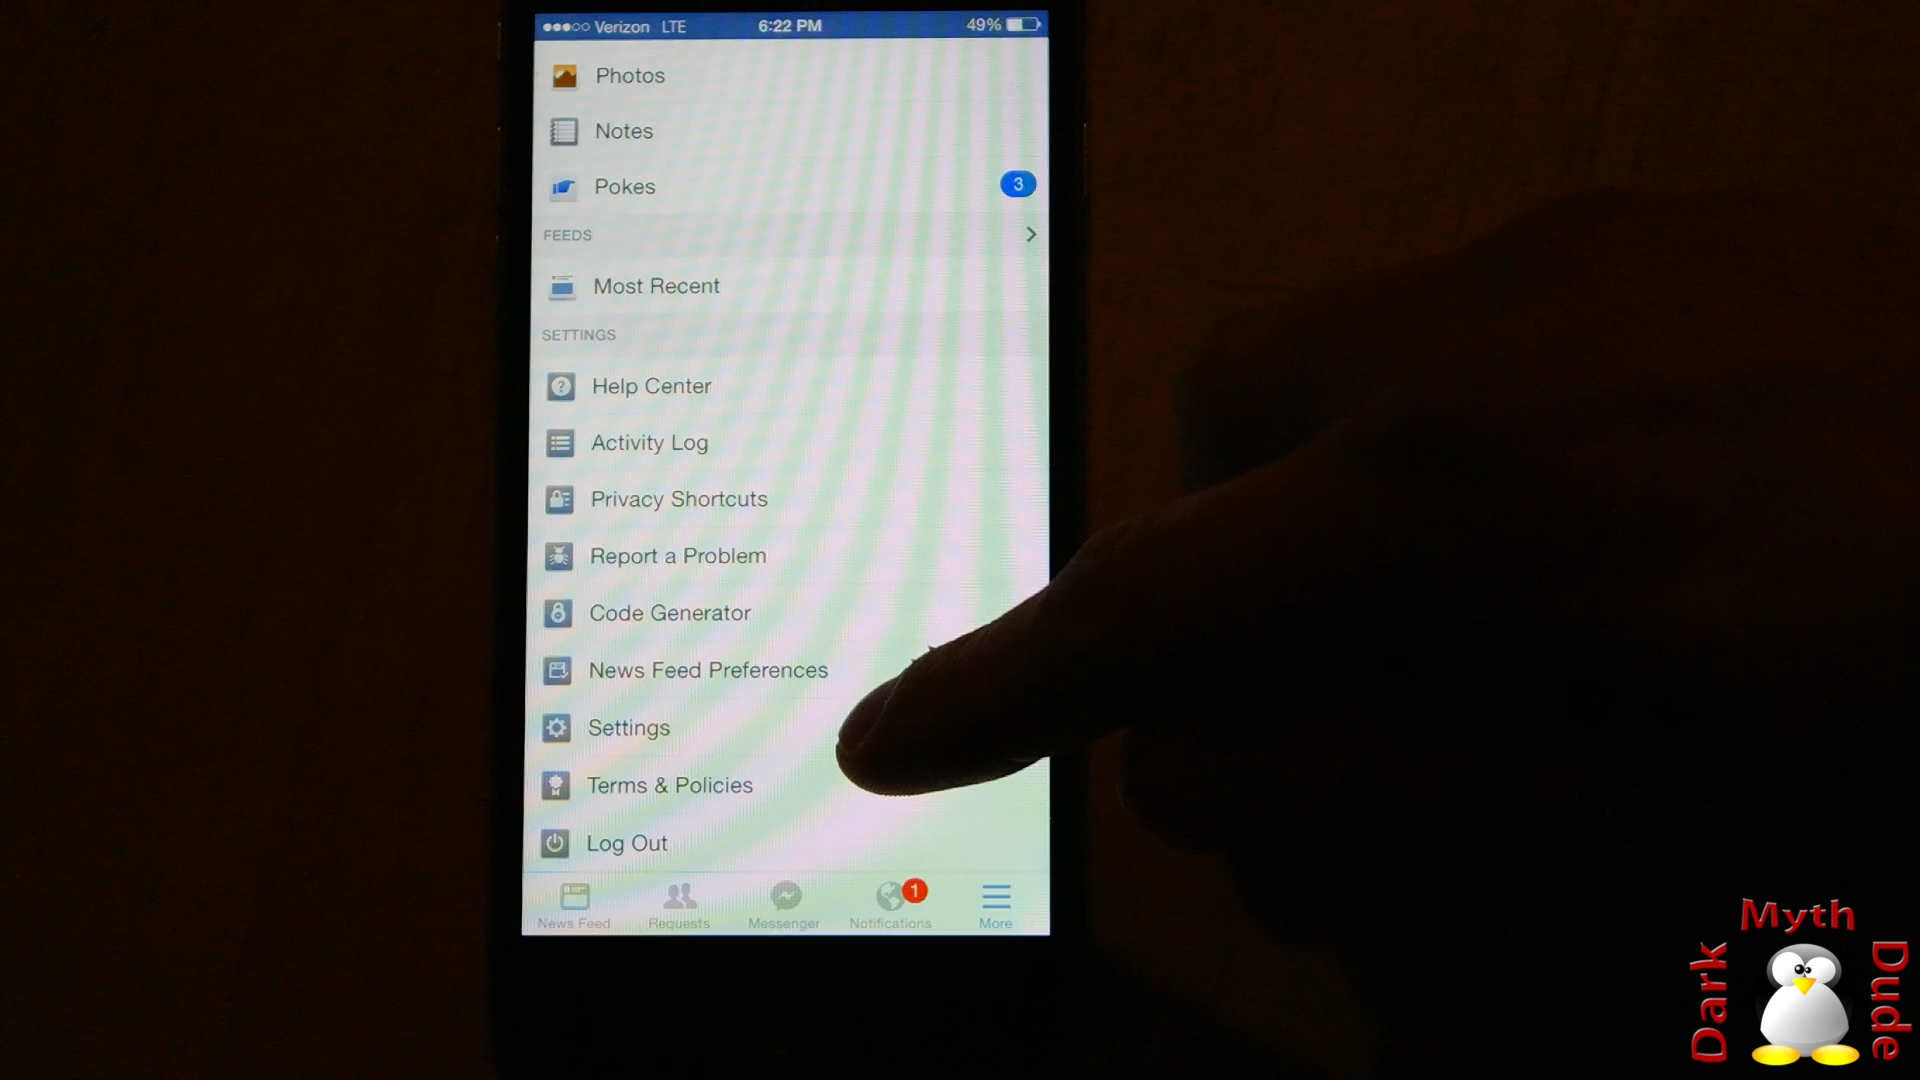 Verizon LTE 6:22 PM 49%
Photos
Notes
Pokes 3
FEEDS
Most Recent
SETTINGS
Help Center
Activity Log
Privacy Shortcuts
Report a Problem
Code Generator
News Feed Preferences
Settings
Terms & Policies
Log Out
1
News Feed Requests Messenger Notifications More
Dark Myth Dude